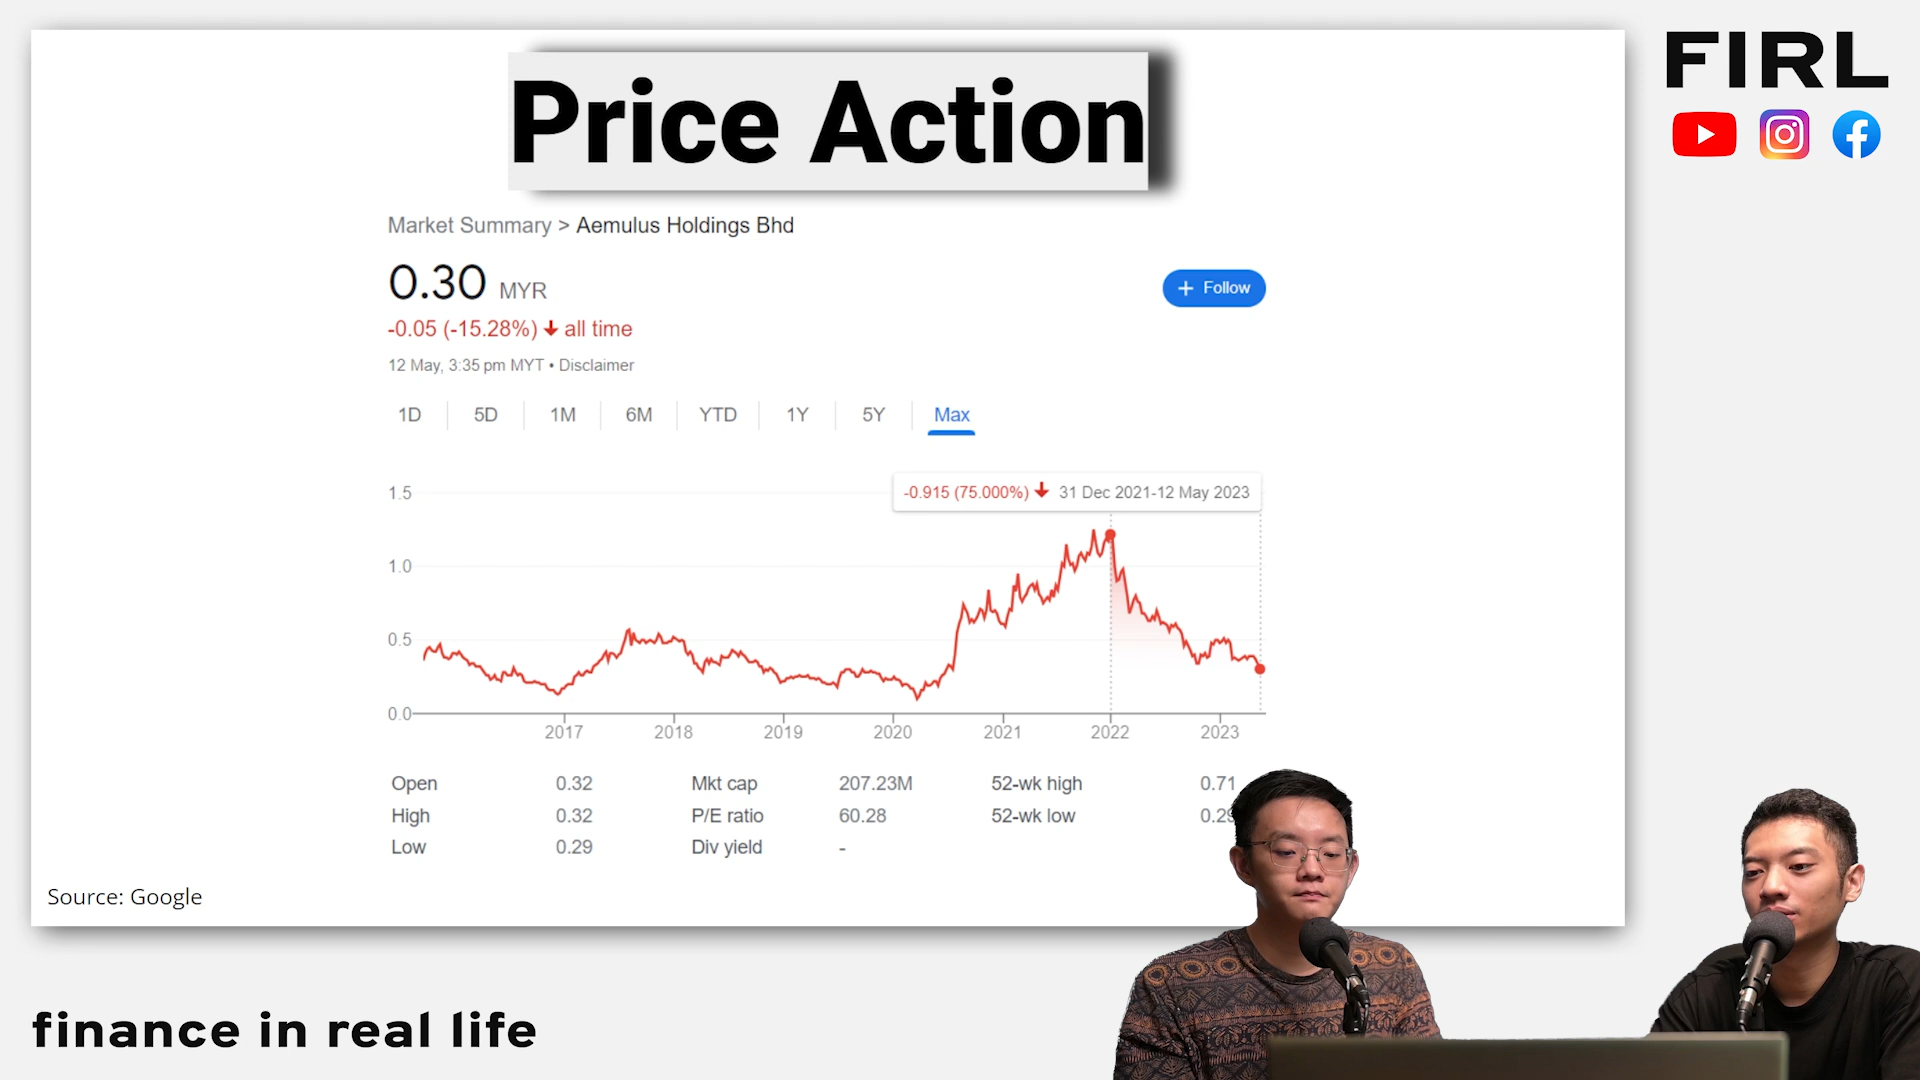 Price Action
FIRL
Market Summary > Aemulus Holdings Bhd
0.30 MYR
+ Follow
-0.05 (-15.28%) ↓ all time
12 May, 3:35 pm MYT • Disclaimer
1D 5D 1M 6M YTD 1Y 5Y Max
-0.915 (75.000%) ↓ 31 Dec 2021-12 May 2023
1.5
1.0
0.5
0.0
2017 2018 2019 2020 2021 2022 2023
Open 0.32 Mkt cap 207.23M 52-wk high 0.71
High 0.32 P/E ratio 60.28 52-wk low 0.29
Low 0.29 Div yield -
Source: Google
finance in real life